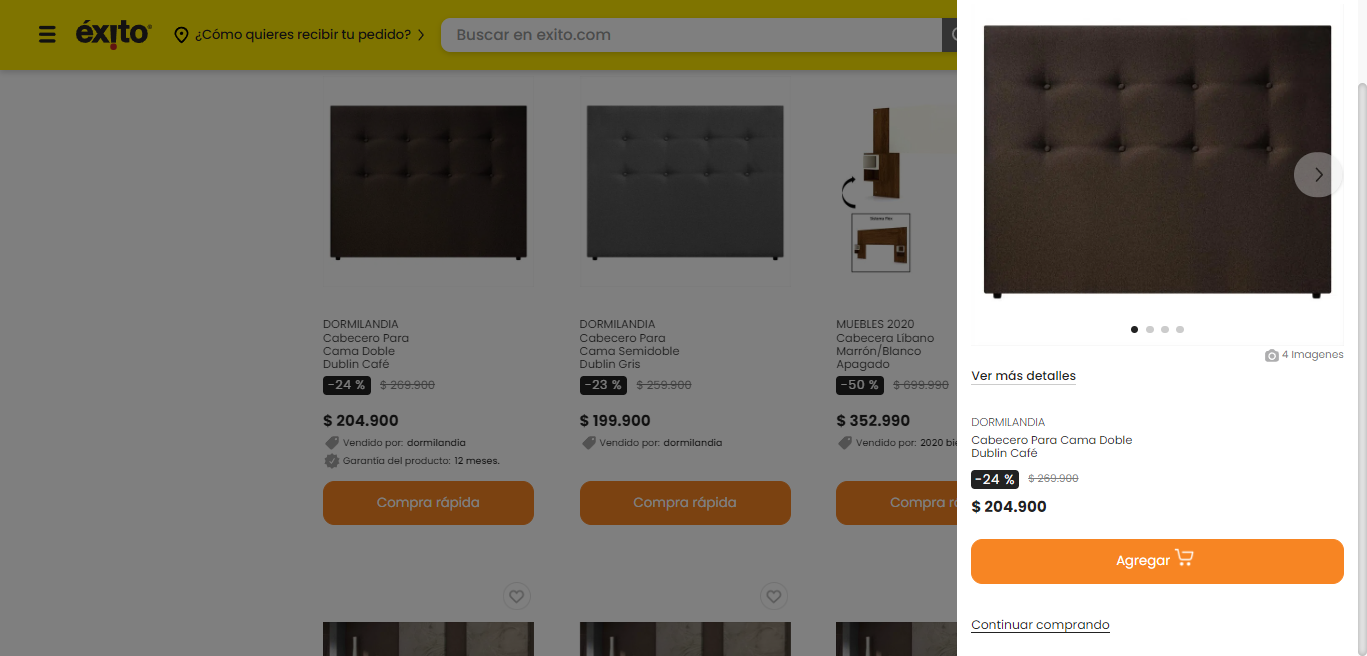 éxito
¿Cómo quieres recibir tu pedido?
Buscar en exito.com
DORMILANDIA
Cabecero Para
Cama Doble
Dublin Café
-24 %
$ 269.900
$ 204.900
Vendido por: dormilandia
Garantía del producto: 12 meses.
Compra rápida
DORMILANDIA
Cabecero Para
Cama Semidoble
Dublin Gris
-23 %
$ 259.900
$ 199.900
Vendido por: dormilandia
Compra rápida
MUEBLES 2020
Cabecera Líbano
Marrón/Blanco
Apagado
-50 %
$ 699.990
$ 352.990
Vendido por: 2020
Compra
4 Imagenes
Ver más detalles
DORMILANDIA
Cabecero Para Cama Doble
Dublin Café
-24 %
$ 269.900
$ 204.900
Agregar
Continuar comprando